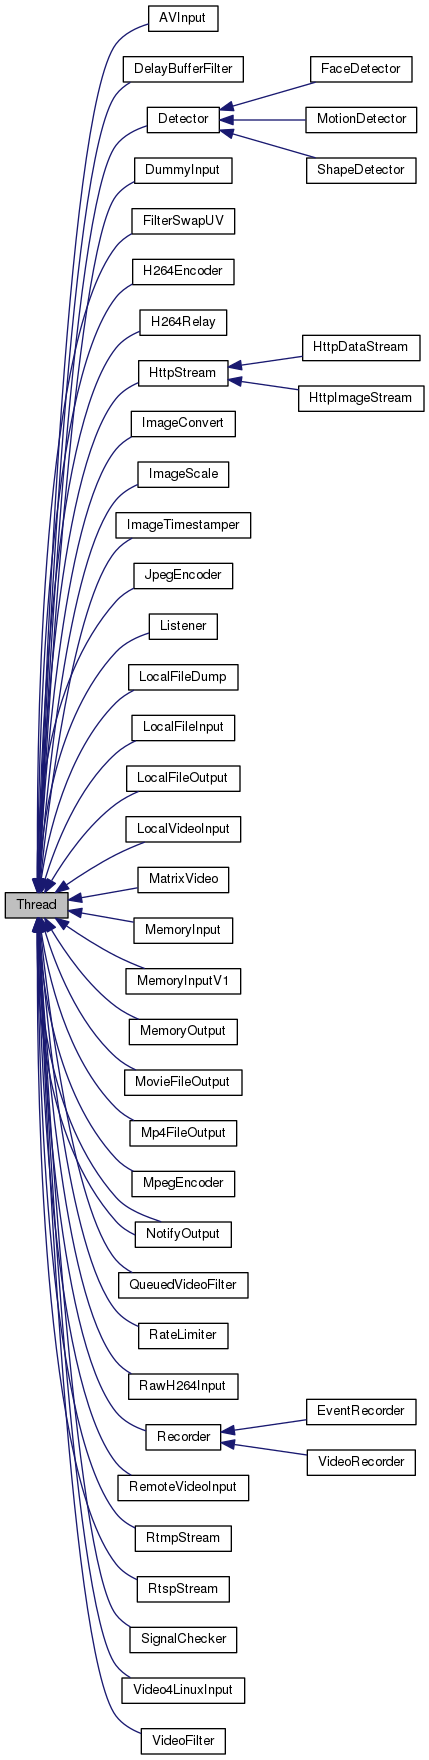 AVInput
DelayBufferFilter
FaceDetector
Detector
MotionDetector
ShapeDetector
DummyInput
FilterSwapUV
H264Encoder
H264Relay
HttpDataStream
HttpStream
HttpImageStream
ImageConvert
ImageScale
ImageTimestamper
JpegEncoder
Listener
LocalFileDump
LocalFileInput
LocalFileOutput
LocalVideoInput
MatrixVideo
Thread
MemoryInput
MemoryInputV1
MemoryOutput
MovieFileOutput
Mp4FileOutput
MpegEncoder
NotifyOutput
QueuedVideoFilter
RateLimiter
RawH264Input
EventRecorder
Recorder
VideoRecorder
RemoteVideoInput
RtmpStream
RtspStream
SignalChecker
Video4LinuxInput
VideoFilter